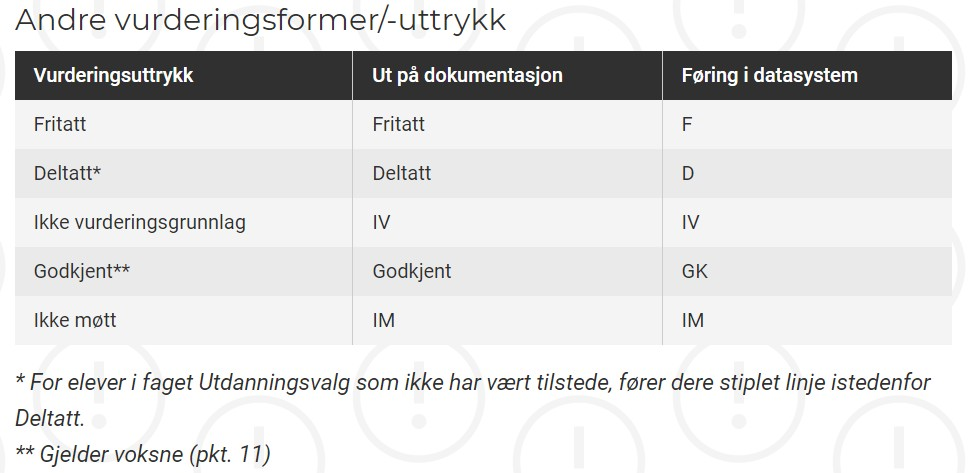 Andre vurderingsformer/-uttrykk
Vurderingsuttrykk Ut på dokumentasjon Føring i datasystem
Fritatt Fritatt F
Deltatt* Deltatt D
Ikke vurderingsgrunnlag IV IV
Godkjent** Godkjent GK
Ikke møtt IM IM
* For elever i faget Utdanningsvalg som ikke har vært tilstede, fører dere stiplet linje istedenfor
Deltatt.
** Gjelder voksne (pkt. 11)